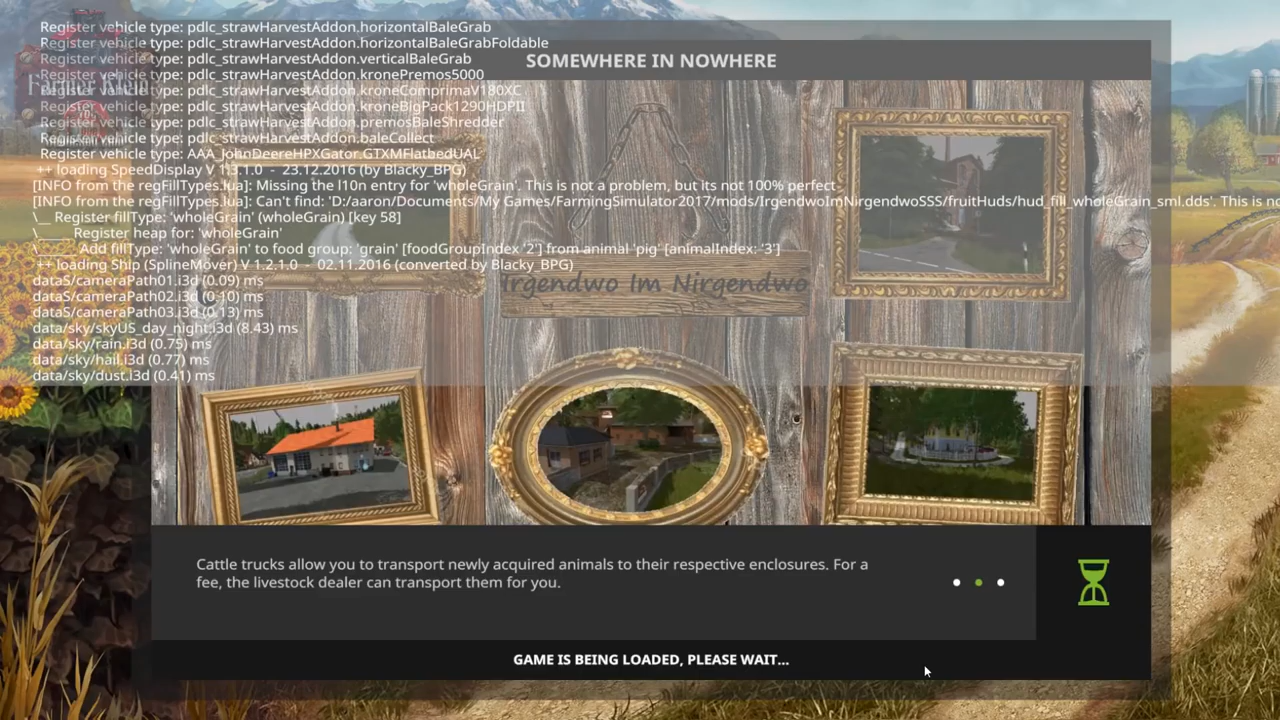 Register vehicle type: pdlc_strawHarvestAddon.horizontalBaleGrab
Register vehicle type: pdlc_strawHarvestAddon.horizontalBaleGrabFoldable
Register vehicle type: pdlc_strawHarvestAddon.verticalBaleGrab
Register vehicle type: pdlc_strawHarvestAddon.kronePremos5000
Register vehicle type: pdlc_strawHarvestAddon.kroneComprimaV180XC
Register vehicle type: pdlc_strawHarvestAddon.kroneBigPack1290HDPII
Register vehicle type: pdlc_strawHarvestAddon.premosBaleShredder
Register vehicle type: pdlc_strawHarvestAddon.baleCollect
Register vehicle type: AAA_JohnDeereHPXGator.GTXMFlatbedUAL
++ loading SpeedDisplay V 1.3.1.0 - 23.12.2016 (by Blacky_BPG)
[INFO from the regFillTypes.lua]: Missing the l10n entry for 'wholeGrain'. This is not a problem, but its not 100% perfect
[INFO from the regFillTypes.lua]: Can't find: 'D:/aaron/Documents/My Games/FarmingSimulator2017/mods/IrgendwoImNirgendwoSSS/fruitHuds/hud_fill_wholeGrain_sml.dds'. This is no
\__ Register fillType: 'wholeGrain' (wholeGrain) [key 58]
\_____ Register heap for: 'wholeGrain'
\______ Add fillType: 'wholeGrain' to food group: 'grain' [foodGroupIndex '2'] from animal 'pig' [animalIndex: '3']
++ loading Ship (SplineMover) V 1.2.1.0 - 02.11.2016 (converted by Blacky_BPG)
dataS/cameraPath01.i3d (0.09) ms
dataS/cameraPath02.i3d (0.10) ms
dataS/cameraPath03.i3d (0.13) ms
data/sky/skyUS_day_night.i3d (8.43) ms
data/sky/rain.i3d (0.75) ms
data/sky/hail.i3d (0.77) ms
data/sky/dust.i3d (0.41) ms
SOMEWHERE IN NOWHERE
Irgendwo Im Nirgendwo
Cattle trucks allow you to transport newly acquired animals to their respective enclosures. For a
fee, the livestock dealer can transport them for you.
GAME IS BEING LOADED, PLEASE WAIT...